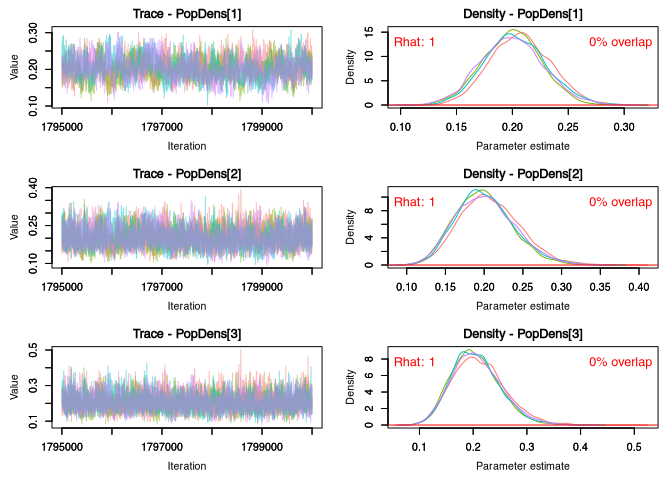 Trace - PopDens[1]
Value
0.10 0.20 0.30
1795000 1797000 1799000
Iteration
Density - PopDens[1]
Density
0 5 10 15
Rhat: 1 0% overlap
0.10 0.15 0.20 0.25 0.30
Parameter estimate
Trace - PopDens[2]
Value
0.10 0.25 0.40
1795000 1797000 1799000
Iteration
Density - PopDens[2]
Density
0 5 10
Rhat: 1 0% overlap
0.10 0.15 0.20 0.25 0.30 0.35 0.40
Parameter estimate
Trace - PopDens[3]
Value
0.1 0.3 0.5
1795000 1797000 1799000
Iteration
Density - PopDens[3]
Density
0 2 4 6 8
Rhat: 1 0% overlap
0.1 0.2 0.3 0.4 0.5
Parameter estimate